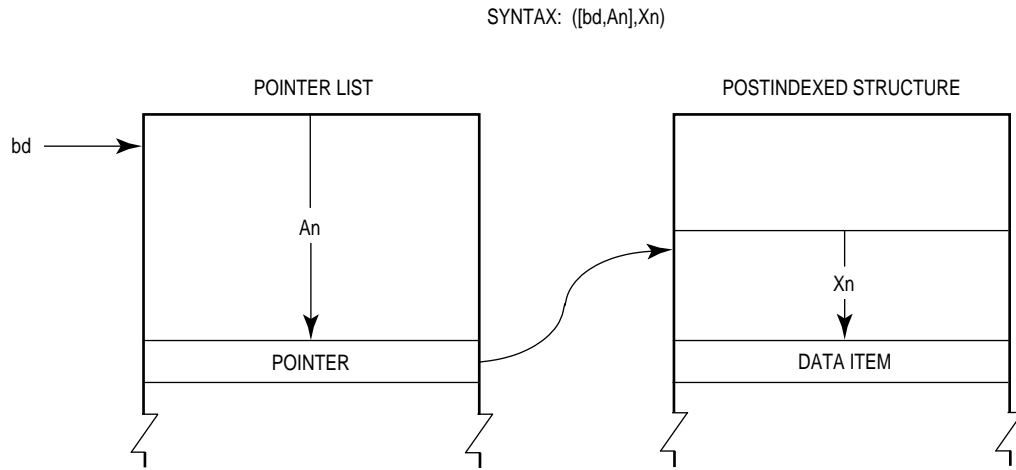 SYNTAX: ([bd,An],Xn)
POINTER LIST
POSTINDEXED STRUCTURE
bd
An
Xn
POINTER
DATA ITEM